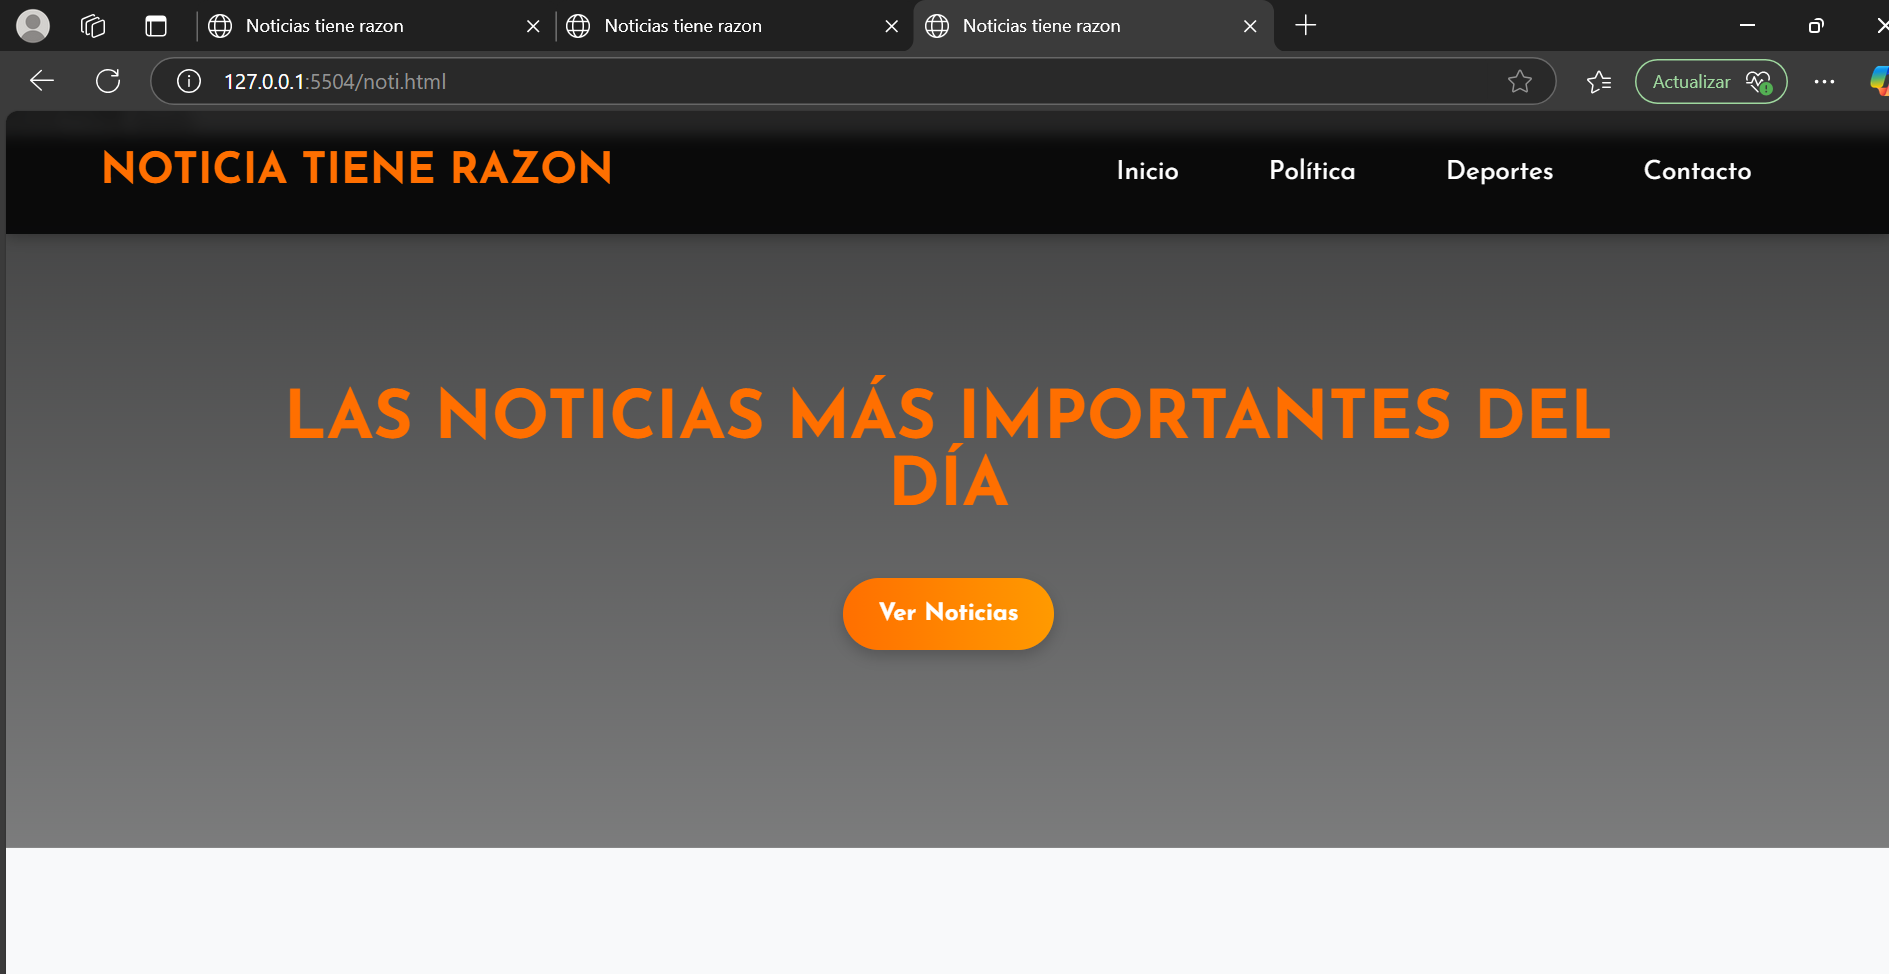 Noticias tiene razon
Noticias tiene razon
Noticias tiene razon
127.0.0.1:5504/noti.html
Actualizar
NOTICIA TIENE RAZON
Inicio
Política
Deportes
Contacto
LAS NOTICIAS MÁS IMPORTANTES DEL
DÍA
Ver Noticias